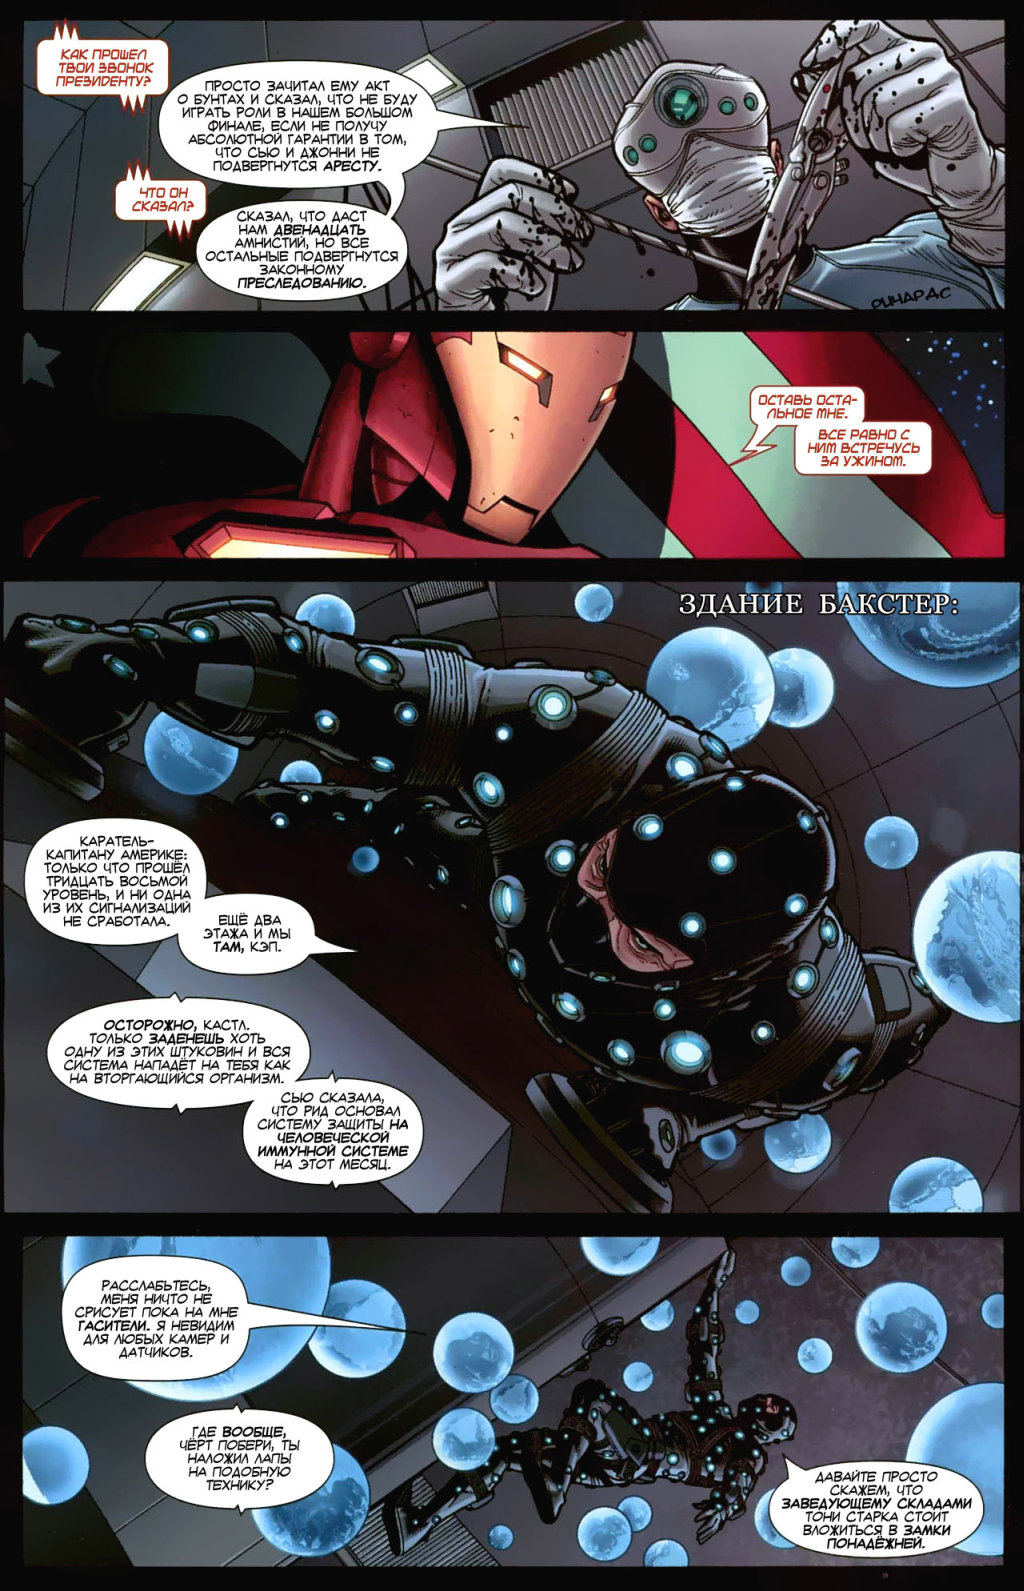 КАК ПРОШЕЛ
ТВОЙ ЗВОНОК
ПРЕЗИДЕНТУ?
ПРОСТО ЗАЧИТАЛ ЕМУ АКТ
О БУНТАХ И СКАЗАЛ, ЧТО НЕ БУДУ
ИГРАТЬ РОЛИ В НАШЕМ БОЛЬШОМ
ФИНАЛЕ, ЕСЛИ НЕ ПОЛУЧУ
АБСОЛЮТНОЙ ГАРАНТИИ В ТОМ,
ЧТО СЬЮ И ДЖОННИ НЕ
ПОДВЕРГНУТСЯ АРЕСТУ.
ЧТО ОН
СКАЗАЛ?
СКАЗАЛ, ЧТО ДАСТ
НАМ ДВЕНАДЦАТЬ
АМНИСТИЙ, НО ВСЕ
ОСТАЛЬНЫЕ ПОДВЕРГНУТСЯ
ЗАКОННОМУ
ПРЕСЛЕДОВАНИЮ.
РИЧАРДС
ОСТАВЬ ОСТА-
ЛЬНОЕ МНЕ.
ВСЕ РАВНО С
НИМ ВСТРЕЧУСЬ
ЗА УЖИНОМ.
ЗДАНИЕ БАКСТЕР:
КАРАТЕЛЬ-
КАПИТАНУ АМЕРИКЕ:
ТОЛЬКО ЧТО ПРОШЁЛ
ТРИДЦАТЬ ВОСЬМОЙ
УРОВЕНЬ, И НИ ОДНА
ИЗ ИХ СИГНАЛИЗАЦИЙ
НЕ СРАБОТАЛА.
ЕЩЁ ДВА
ЭТАЖА И МЫ
ТАМ, КЭП.
ОСТОРОЖНО, КАСТЛ.
ТОЛЬКО ЗАДЕНЕШЬ ХОТЬ
ОДНУ ИЗ ЭТИХ ШТУКОВИН И ВСЯ
СИСТЕМА НАПАДЁТ НА ТЕБЯ КАК
НА ВТОРГАЮЩИЙСЯ ОРГАНИЗМ.
СЬЮ СКАЗАЛА,
ЧТО РИД ОСНОВАЛ
СИСТЕМУ ЗАЩИТЫ НА
ЧЕЛОВЕЧЕСКОЙ
ИММУННОЙ СИСТЕМЕ
НА ЭТОТ МЕСЯЦ.
РАССЛАБЬТЕСЬ,
МЕНЯ НИЧТО НЕ
СРИСУЕТ ПОКА НА МНЕ
ГАСИТЕЛИ. Я НЕВИДИМ
ДЛЯ ЛЮБЫХ КАМЕР И
ДАТЧИКОВ.
ГДЕ ВООБЩЕ,
ЧЁРТ ПОБЕРИ, ТЫ
НАЛОЖИЛ ЛАПЫ
НА ПОДОБНУЮ
ТЕХНИКУ?
ДАВАЙТЕ ПРОСТО
СКАЖЕМ, ЧТО
ЗАВЕДУЮЩЕМУ СКЛАДАМИ
ТОНИ СТАРКА СТОИТ
ВЛОЖИТЬСЯ В ЗАМКИ
ПОНАДЁЖНЕЙ.